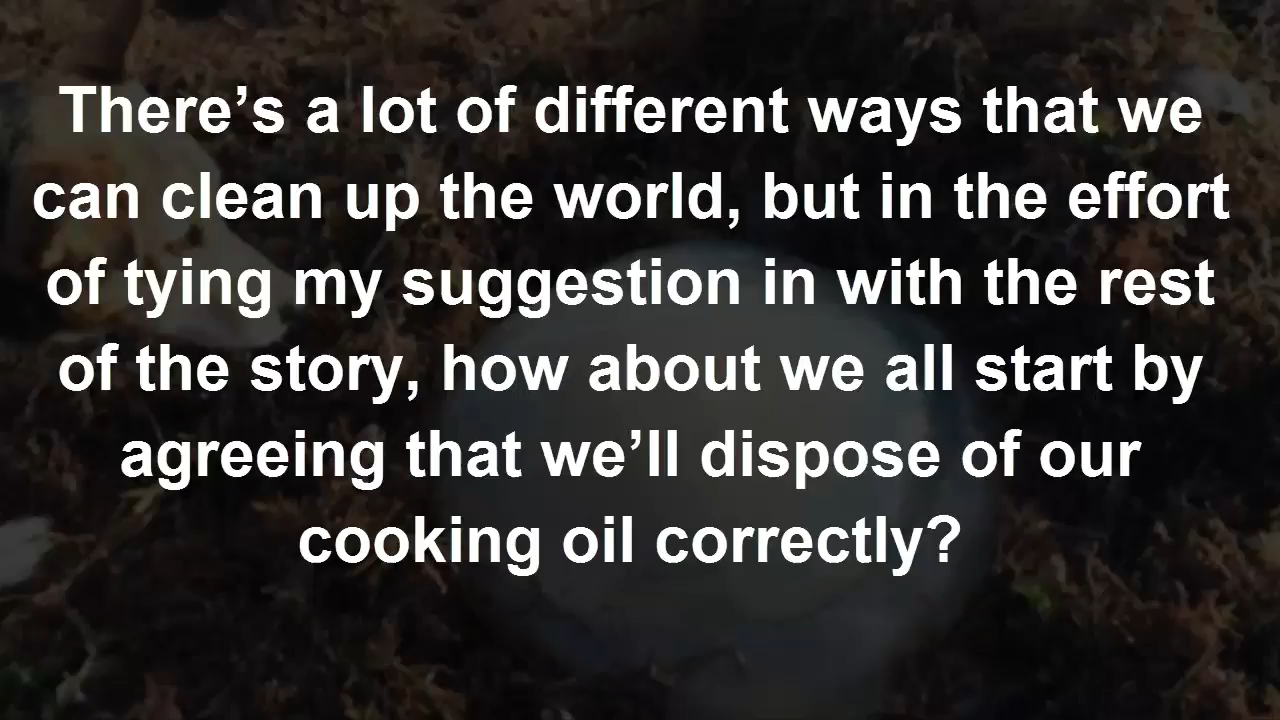 There’s a lot of different ways that we
can clean up the world, but in the effort
of tying my suggestion in with the rest
of the story, how about we all start by
agreeing that we’ll dispose of our
cooking oil correctly?